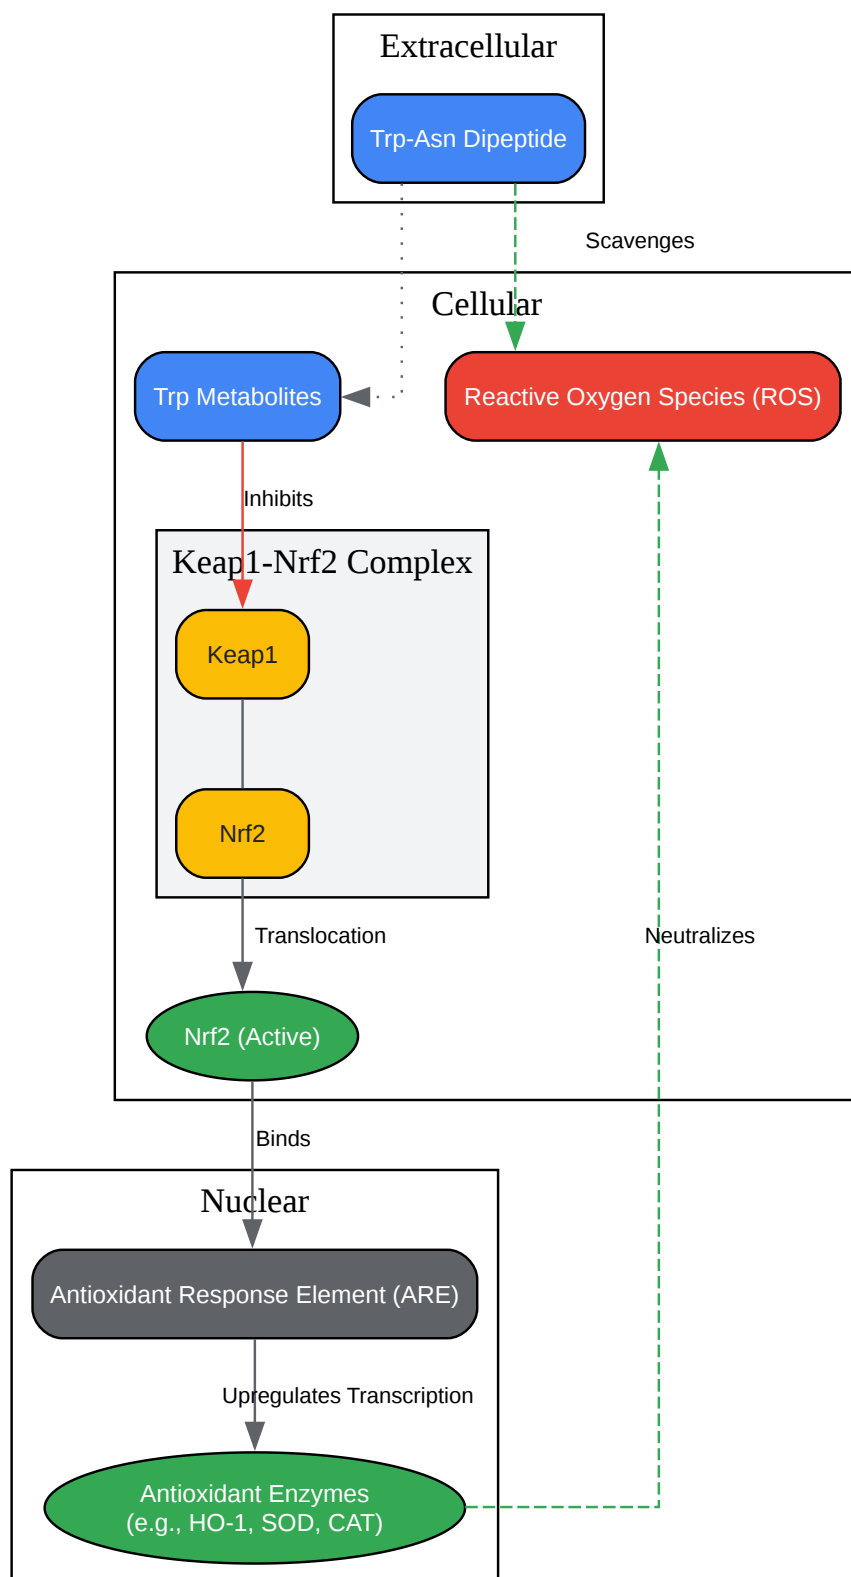 Extracellular
Trp-Asn Dipeptide
Scavenges
Cellular
Trp Metabolites
Reactive Oxygen Species (ROS)
Inhibits
Keap1-Nrf2 Complex
Keap1
Nrf2
Translocation
Neutralizes
Nrf2 (Active)
Binds
Nuclear
Antioxidant Response Element (ARE)
Upregulates Transcription
Antioxidant Enzymes
(e.g., HO-1, SOD, CAT)